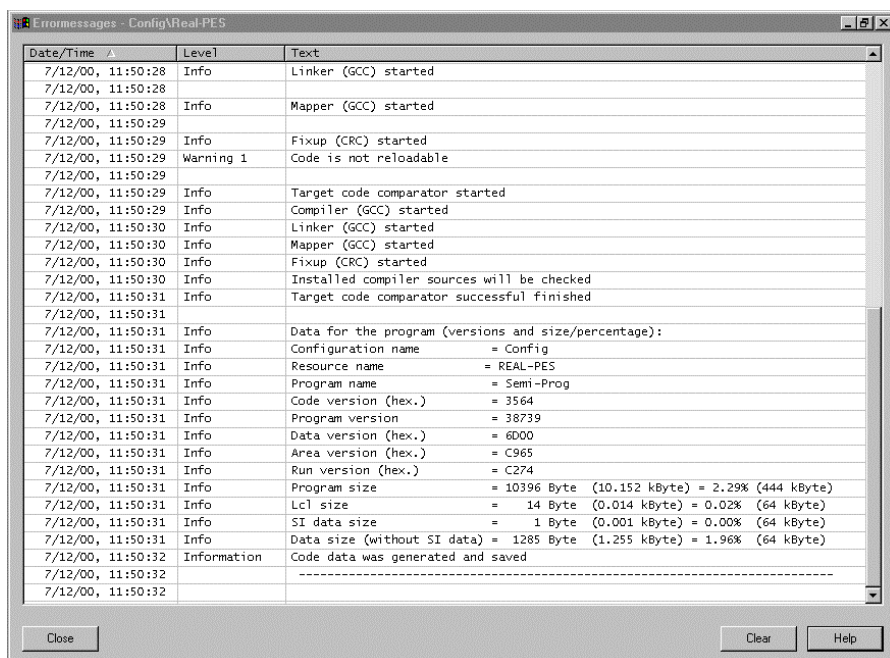 Errormessages - Config\Real-PES
Date/Time Level Text
7/12/00, 11:50:28 Info Linker (GCC) started
7/12/00, 11:50:28
7/12/00, 11:50:28 Info Mapper (GCC) started
7/12/00, 11:50:29
7/12/00, 11:50:29 Info Fixup (CRC) started
7/12/00, 11:50:29 Warning 1 Code is not reloadable
7/12/00, 11:50:29
7/12/00, 11:50:29 Info Target code comparator started
7/12/00, 11:50:29 Info Compiler (GCC) started
7/12/00, 11:50:30 Info Linker (GCC) started
7/12/00, 11:50:30 Info Mapper (GCC) started
7/12/00, 11:50:30 Info Fixup (CRC) started
7/12/00, 11:50:30 Info Installed compiler sources will be checked
7/12/00, 11:50:31 Info Target code comparator successful finished
7/12/00, 11:50:31
7/12/00, 11:50:31 Info Data for the program (versions and size/percentage):
7/12/00, 11:50:31 Info Configuration name = Config
7/12/00, 11:50:31 Info Resource name = REAL-PES
7/12/00, 11:50:31 Info Program name = Semi-Prog
7/12/00, 11:50:31 Info Code version (hex.) = 3564
7/12/00, 11:50:31 Info Program version = 38739
7/12/00, 11:50:31 Info Data version (hex.) = 6D00
7/12/00, 11:50:31 Info Area version (hex.) = C965
7/12/00, 11:50:31 Info Run version (hex.) = C274
7/12/00, 11:50:31 Info Program size = 10396 Byte (10.152 kByte) = 2.29% (444 kByte)
7/12/00, 11:50:31 Info Lcl size = 14 Byte (0.014 kByte) = 0.02% (64 kByte)
7/12/00, 11:50:31 Info SI data size = 1 Byte (0.001 kByte) = 0.00% (64 kByte)
7/12/00, 11:50:31 Info Data size (without SI data) = 1285 Byte (1.255 kByte) = 1.96% (64 kByte)
7/12/00, 11:50:32 Information Code data was generated and saved
7/12/00, 11:50:32 --------------------------------------------------------------------------
7/12/00, 11:50:32
Close Clear Help